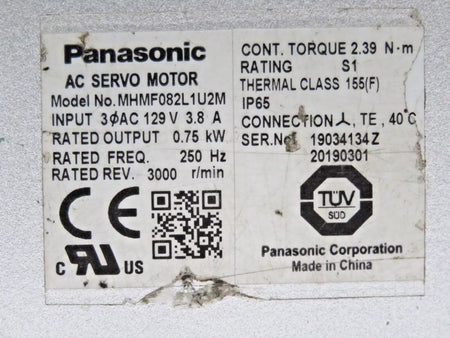 Panasonic
AC SERVO MOTOR
Model No. MHMF082L1U2M
INPUT 3φAC 129 V 3.8 A
RATED OUTPUT 0.75 kW
RATED FREQ. 250 Hz
RATED REV. 3000 r/min
CE
C UR US
CONT. TORQUE 2.39 N·m
RATING S1
THERMAL CLASS 155(F)
IP65
CONNECTION 人, TE, 40℃
SER.No. 19034134Z
20190301
TÜV
SÜD
Panasonic Corporation
Made in China